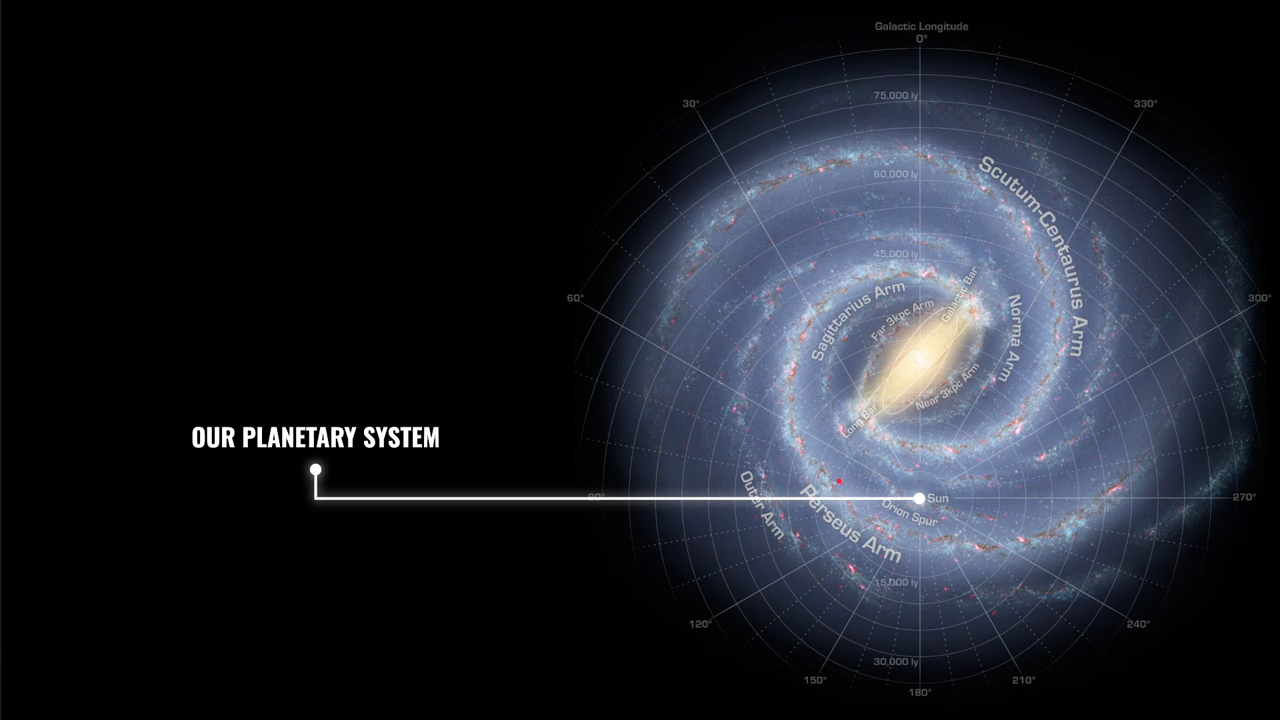 Galactic Longitude
0°
30°
330°
75,000 ly
60,000 ly
Scutum-Centaurus Arm
45,000 ly
Sagittarius Arm
Far 3kpc Arm
Galactic Bar
Norma Arm
60°
300°
Near 3kpc Arm
Long Bar
OUR PLANETARY SYSTEM
90°
Sun
270°
Outer Arm
Perseus Arm
Orion Spur
15,000 ly
120°
240°
30,000 ly
150°
210°
180°